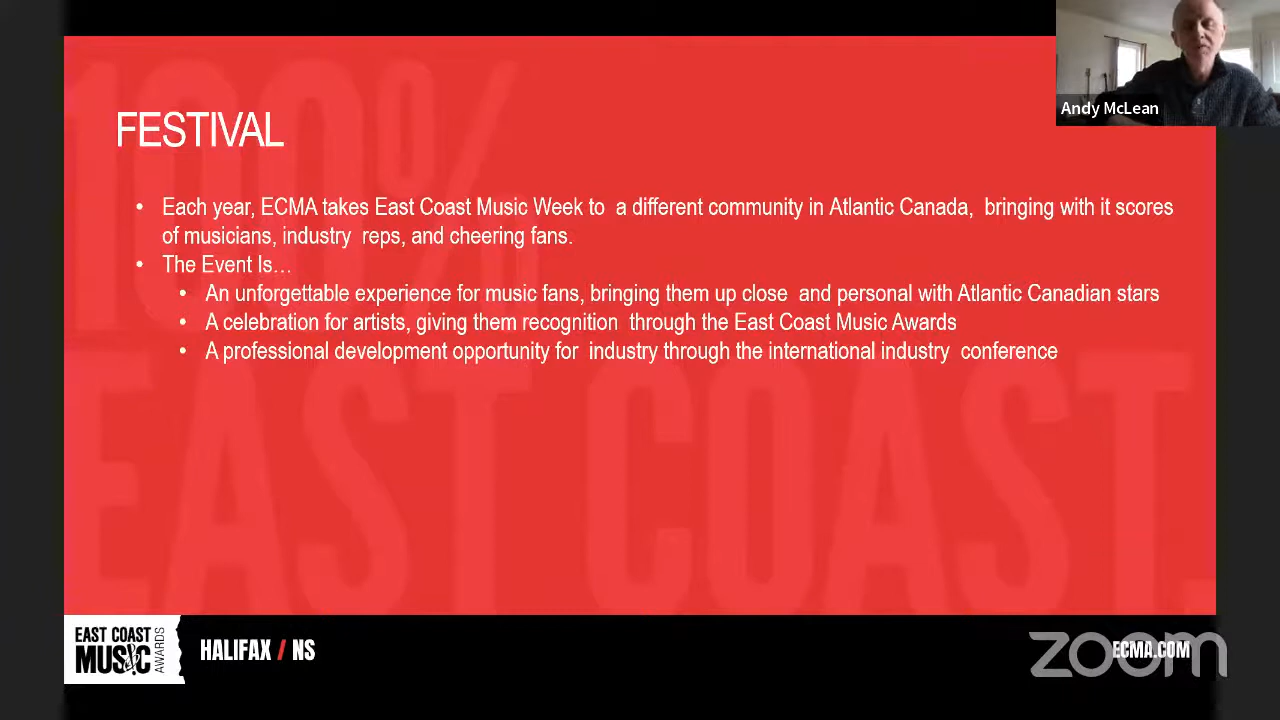 100%
EAST COAST.
Andy McLean
FESTIVAL
• Each year, ECMA takes East Coast Music Week to a different community in Atlantic Canada, bringing with it scores
of musicians, industry reps, and cheering fans.
• The Event Is…
• An unforgettable experience for music fans, bringing them up close and personal with Atlantic Canadian stars
• A celebration for artists, giving them recognition through the East Coast Music Awards
• A professional development opportunity for industry through the international industry conference
EAST COAST
MUSIC
AWARDS
HALIFAX / NS
ECMA.COM
zoom